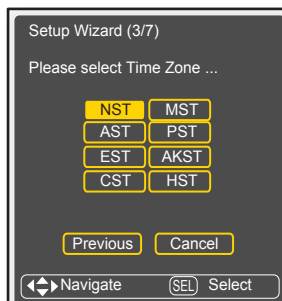 Setup Wizard (3/7)
Please select Time Zone ...
NST MST
AST PST
EST AKST
CST HST
Previous Cancel
Navigate SEL Select